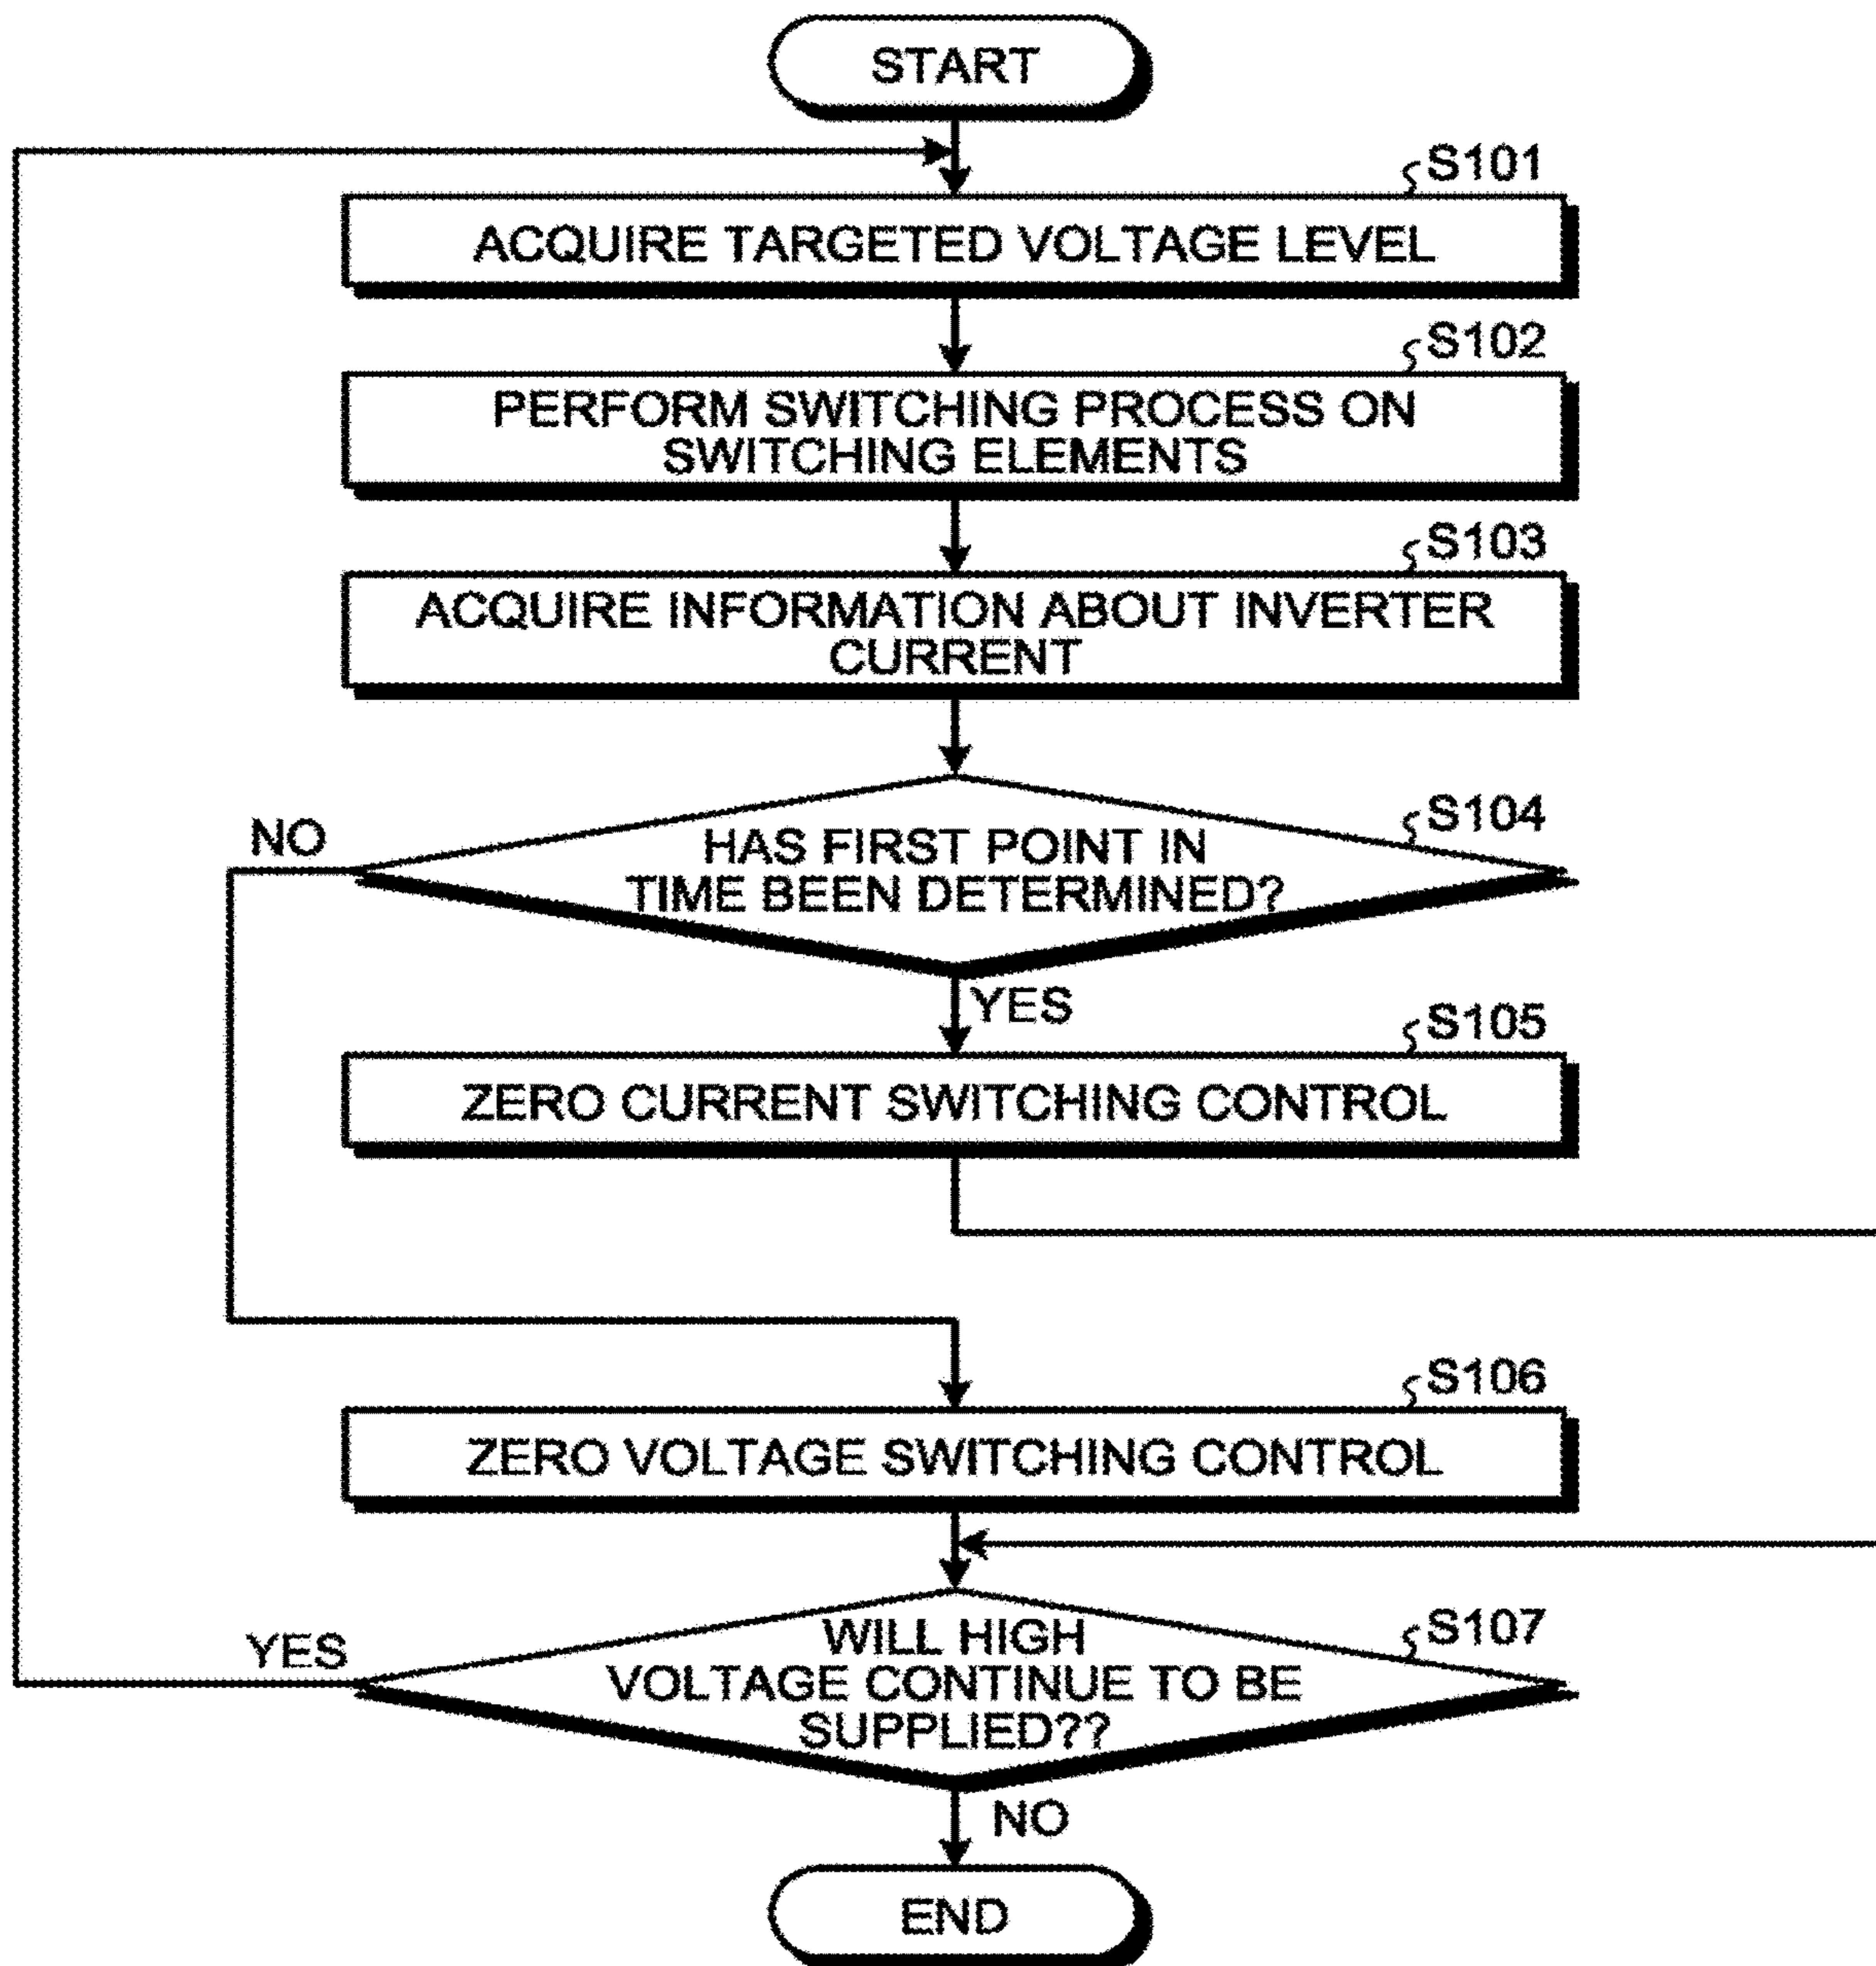 START
S101
ACQUIRE TARGETED VOLTAGE LEVEL
S102
PERFORM SWITCHING PROCESS ON
SWITCHING ELEMENTS
S103
ACQUIRE INFORMATION ABOUT INVERTER
CURRENT
S104
NO
HAS FIRST POINT IN
TIME BEEN DETERMINED?
YES
S105
ZERO CURRENT SWITCHING CONTROL
S106
ZERO VOLTAGE SWITCHING CONTROL
S107
YES
WILL HIGH
VOLTAGE CONTINUE TO BE
SUPPLIED??
NO
END